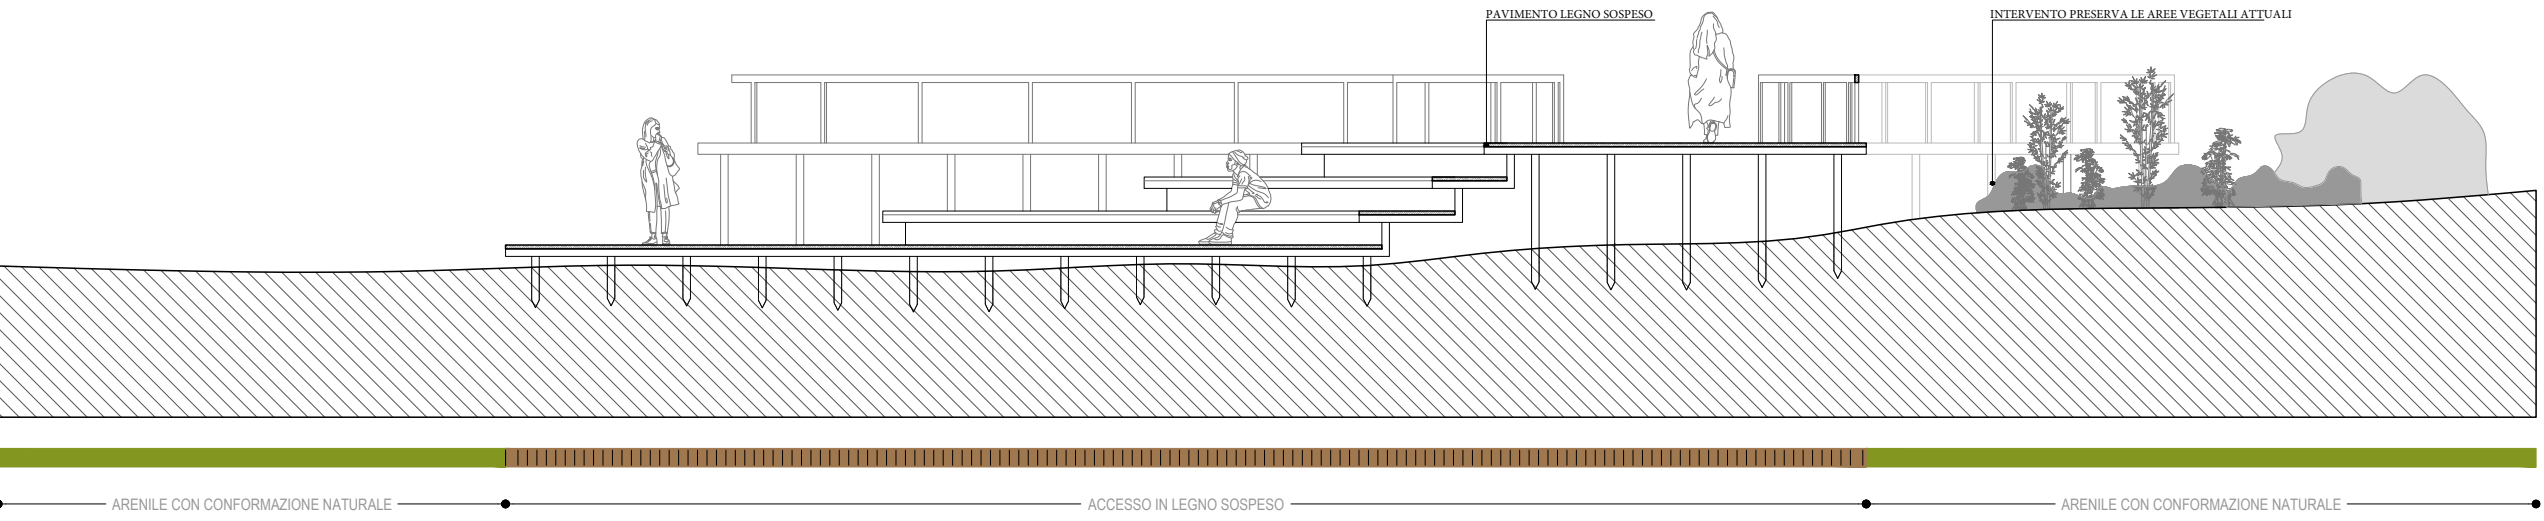 PAVIMENTO LEGNO SOSPESO
INTERVENTO PRESERVA LE AREE VEGETALI ATTUALI
ARENILE CON CONFORMAZIONE NATURALE
ACCESSO IN LEGNO SOSPESO
ARENILE CON CONFORMAZIONE NATURALE